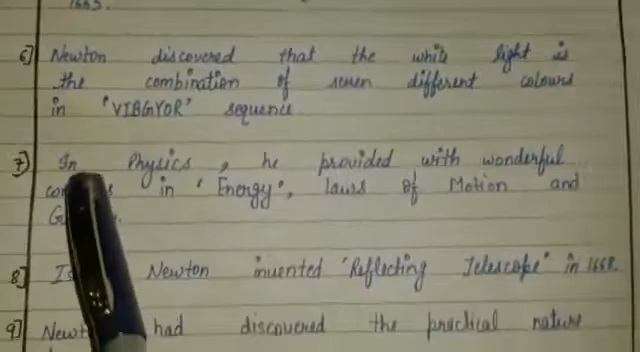 1665.
6] Newton discovered that the white light is
the combination of seven different colours
in "VIBGYOR" sequence
7) In Physics, he provided with wonderful
in "Energy", laws of Motion and
8] Newton invented "Reflecting Telescope" in 1668.
9] had discovered the practical nature